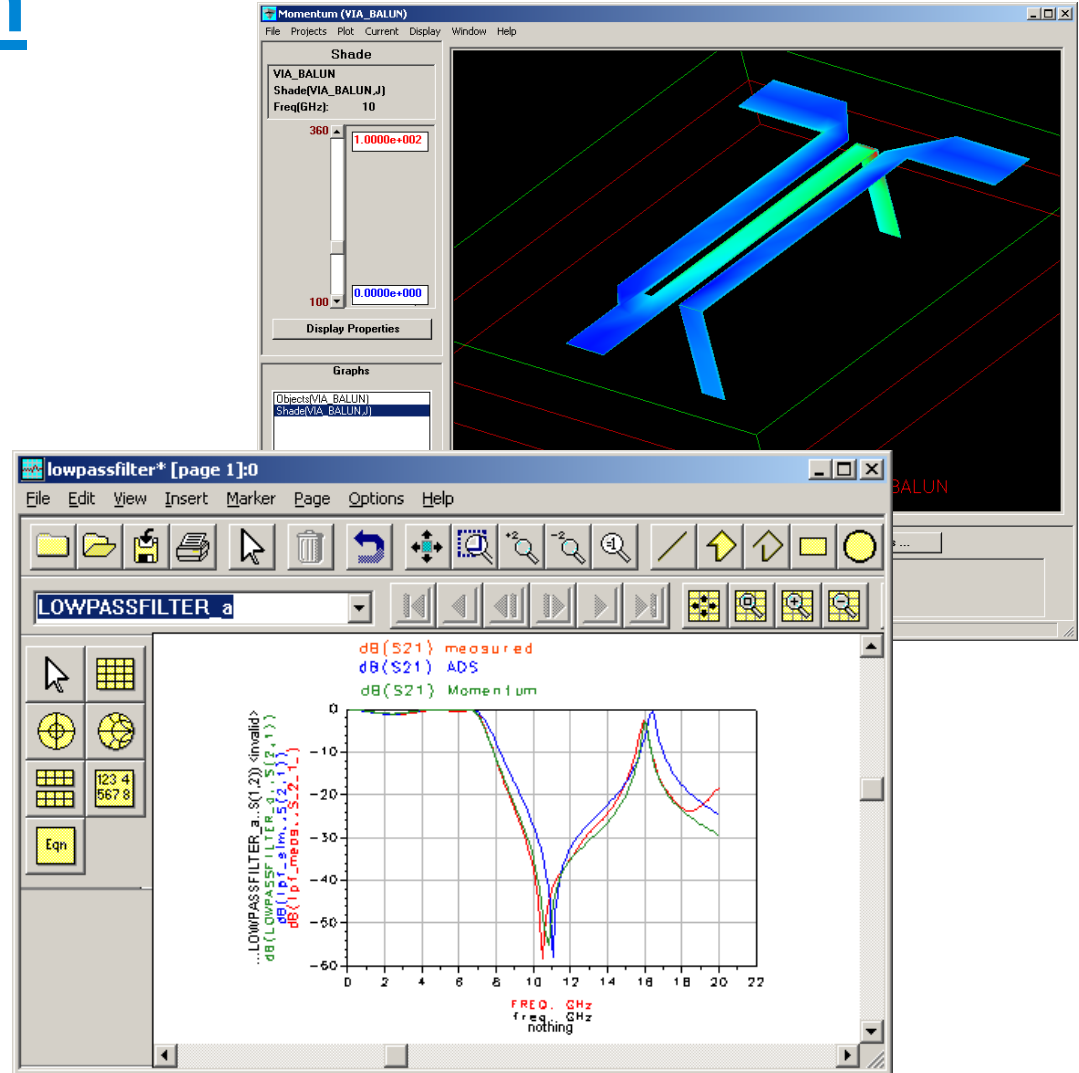 1
Momentum (VIA_BALUN)
File Projects Plot Current Display Window Help
Shade
VIA_BALUN
Shade(VIA_BALUN,J)
Freq(GHz): 10
360
1.0000e+002
0.0000e+000
100
Display Properties
Graphs
Objects(VIA_BALUN)
Shade(VIA_BALUN,J)
BALUN
s ...
lowpassfilter* [page 1]:0
File Edit View Insert Marker Page Options Help
+2 -2 =1
LOWPASSFILTER_a
123 4
567 8
Eqn
dB(S21) measured
dB(S21) ADS
dB(S21) Momentum
...LOWPASSFILTER_a..S(1,2)) <invalid>
dB(LOWPASSFILTER_a..S(2,1))
dB(lpf_elm..S(2,1))
dB(lpf_meas..S_2_1_)
0
-10
-20
-30
-40
-50
-60
0 2 4 6 8 10 12 14 16 18 20 22
FREQ, GHz
freq, GHz
nothing